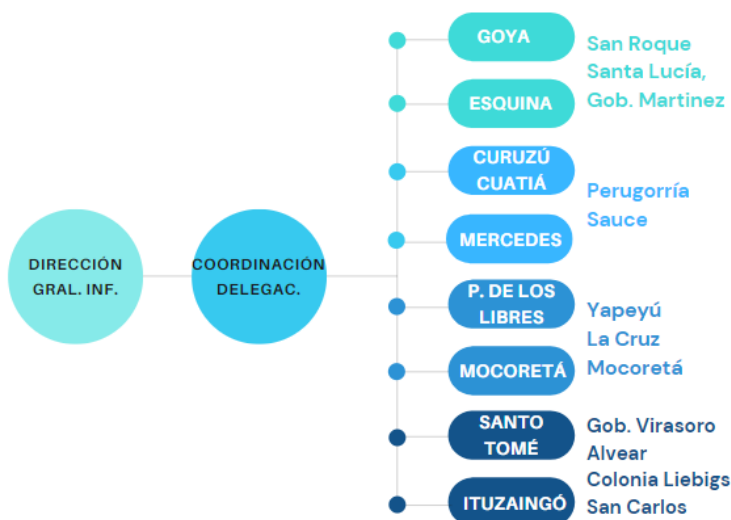 DIRECCIÓN
GRAL. INF.
COORDINACIÓN
DELEGAC.
GOYA
ESQUINA
San Roque
Santa Lucía,
Gob. Martinez
CURUZÚ
CUATIÁ
MERCEDES
Perugorría
Sauce
P. DE LOS
LIBRES
MOCORETÁ
Yapeyú
La Cruz
Mocoretá
SANTO
TOMÉ
ITUZAINGÓ
Gob. Virasoro
Alvear
Colonia Liebigs
San Carlos